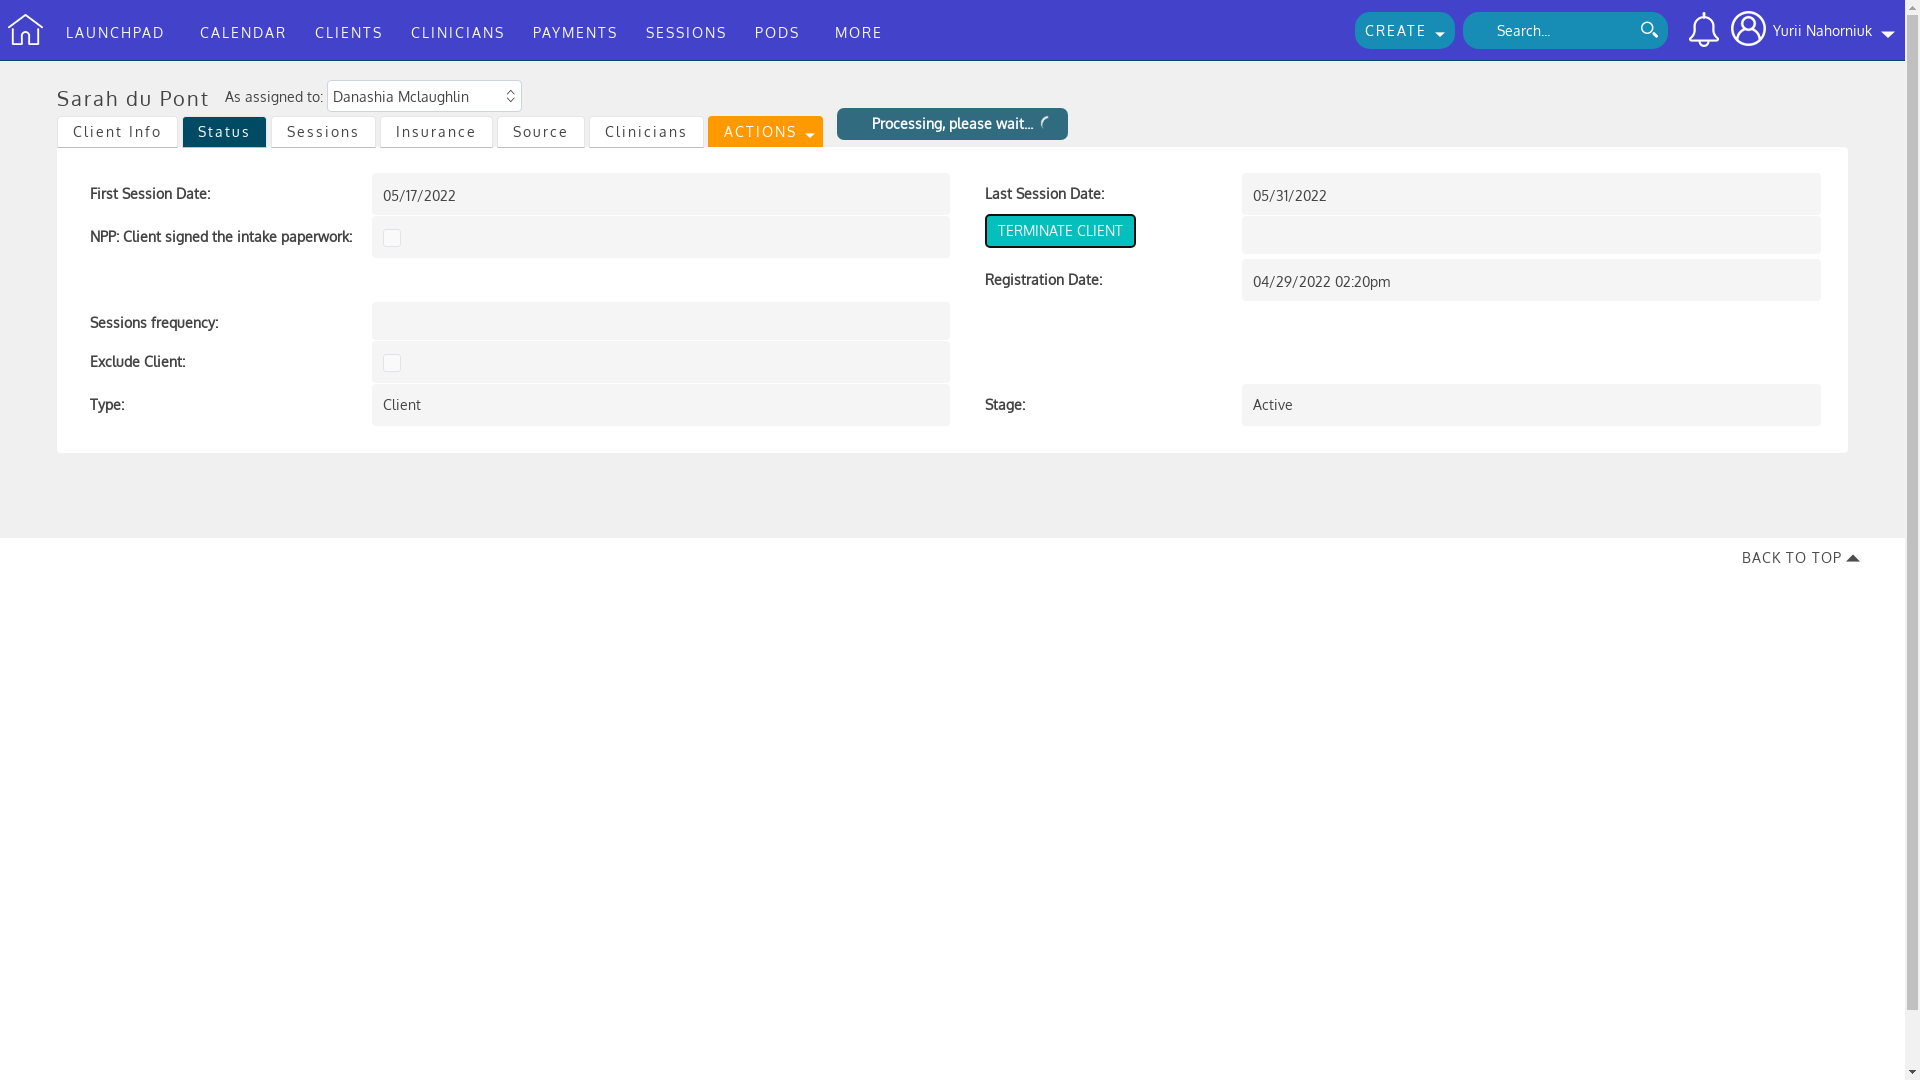 LAUNCHPAD CALENDAR CLIENTS CLINICIANS PAYMENTS SESSIONS PODS MORE CREATE Search... Yurii Nahorniuk
Sarah du Pont As assigned to: Danashia Mclaughlin
Client Info Status Sessions Insurance Source Clinicians ACTIONS Processing, please wait...
First Session Date: 05/17/2022 Last Session Date: 05/31/2022
NPP: Client signed the intake paperwork: TERMINATE CLIENT
Registration Date: 04/29/2022 02:20pm
Sessions frequency:
Exclude Client:
Type: Client Stage: Active
BACK TO TOP